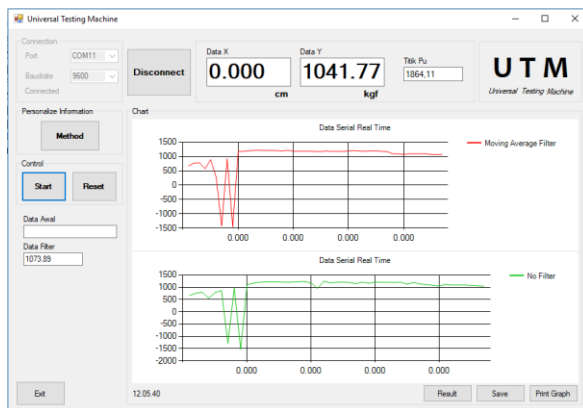 Universal Testing Machine
Connection
Port COM11
Baudrate 9600
Connected
Disconnect
Data X
0.000
cm
Data Y
1041.77
kgf
Titik Pu
1864,11
UTM
Universal Testing Machine
Personalize Information
Method
Control
Start
Reset
Data Awal
Data Filter
1073.89
Exit
Chart
Data Serial Real Time
1500
1000
500
0
-500
-1000
-1500
0.000 0.000 0.000 0.000
Moving Average Filter
Data Serial Real Time
1500
1000
500
0
-500
-1000
-1500
-2000
0.000 0.000 0.000 0.000
No Filter
12.05.40
Result
Save
Print Graph